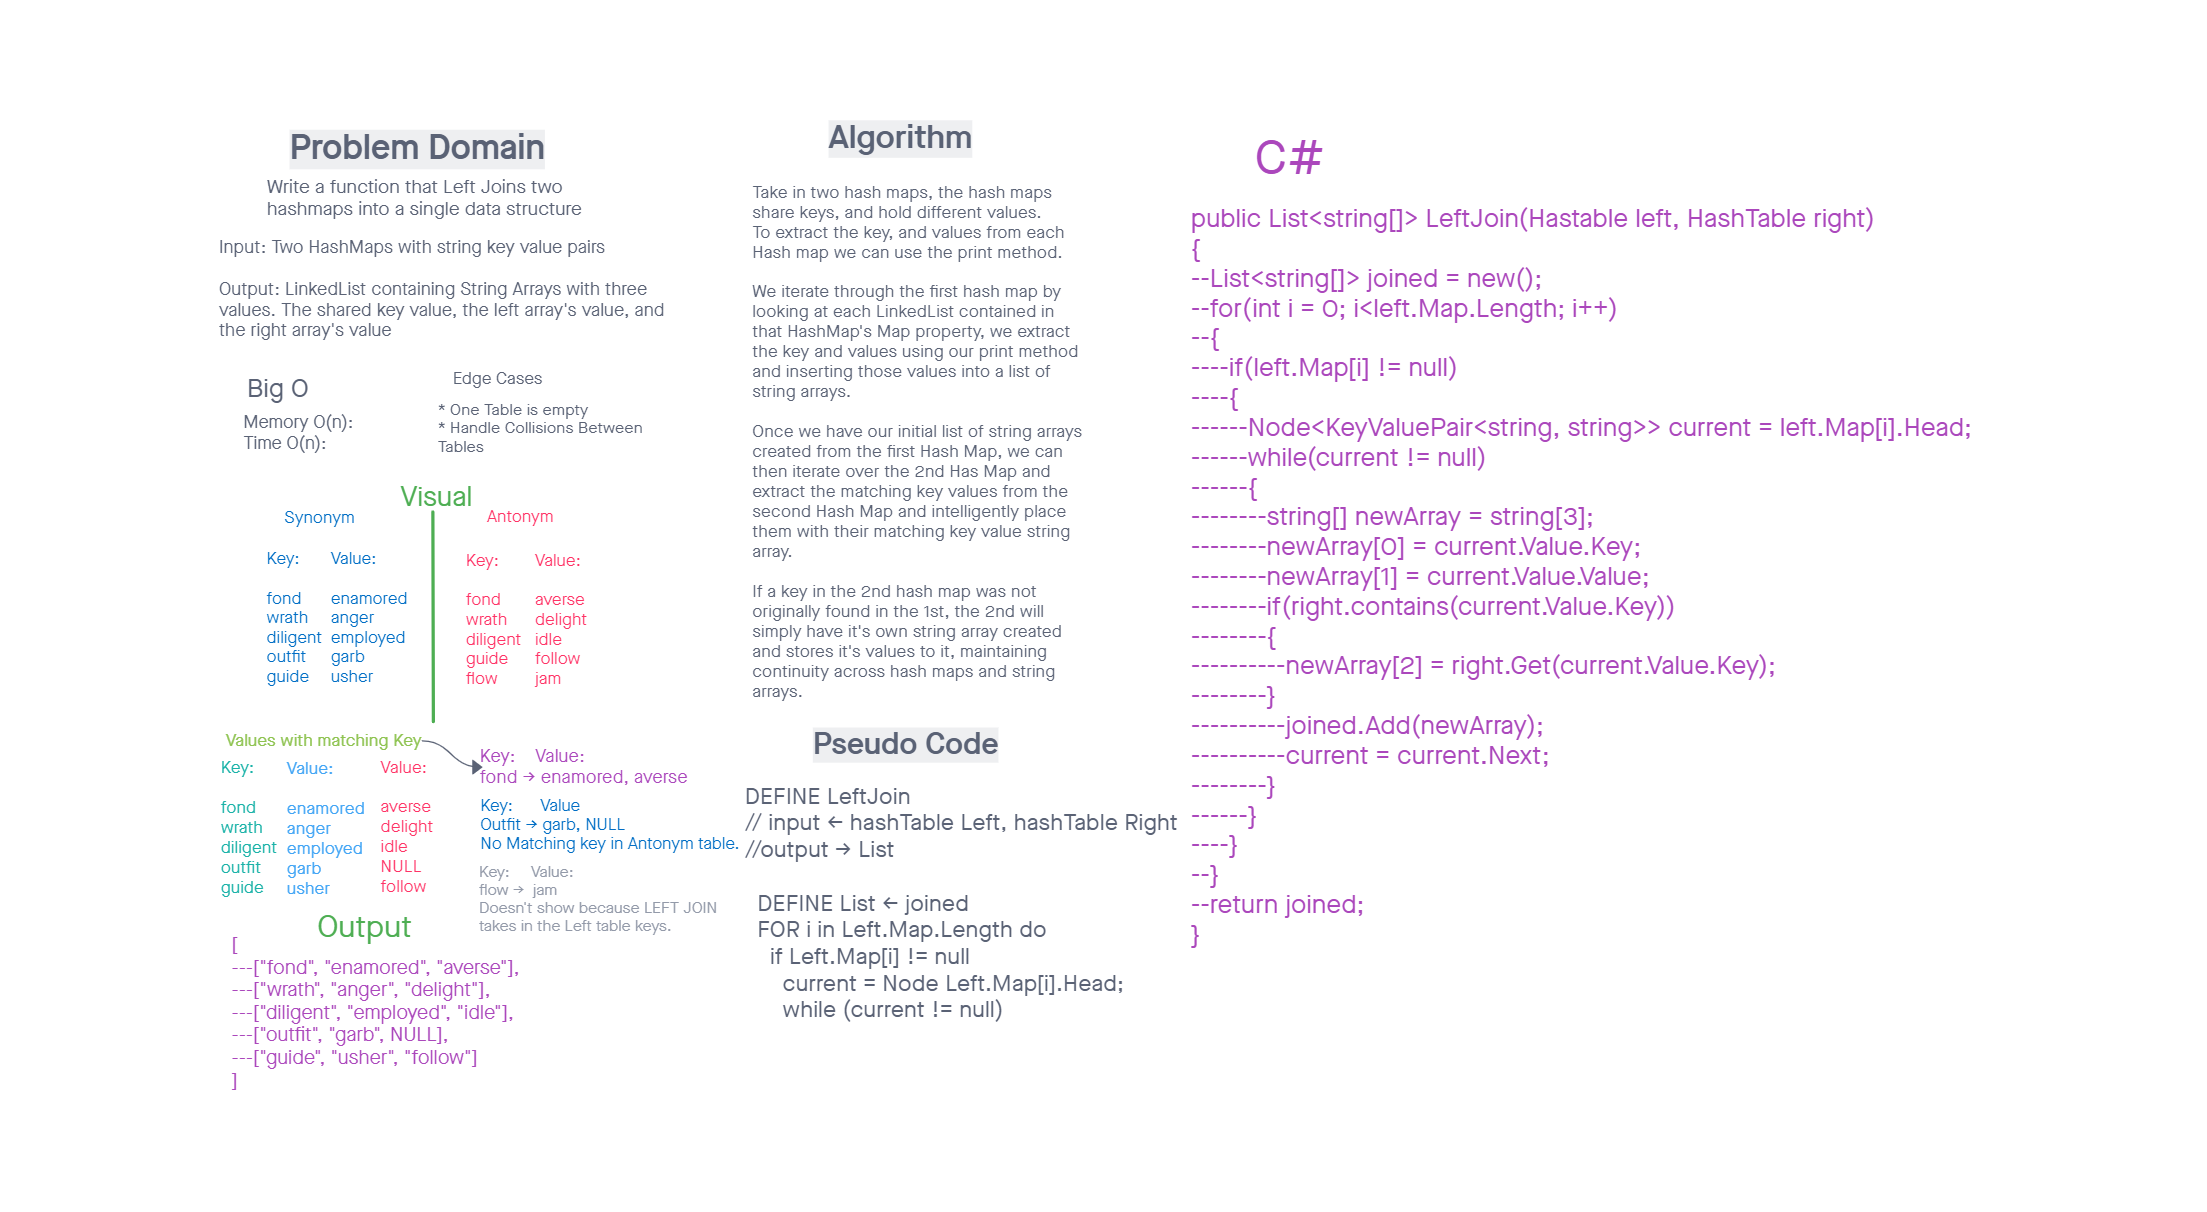 Problem Domain
Write a function that Left Joins two
hashmaps into a single data structure
Input: Two HashMaps with string key value pairs
Output: LinkedList containing String Arrays with three
values. The shared key value, the left array's value, and
the right array's value
Big O
Memory O(n):
Time O(n):
Edge Cases
* One Table is empty
* Handle Collisions Between
Tables
Visual
Synonym
Key: Value:
fond enamored
wrath anger
diligent employed
outfit garb
guide usher
Antonym
Key: Value:
fond averse
wrath delight
diligent idle
guide follow
flow jam
Values with matching Key
Key: Value: Value:
fond enamored averse
wrath anger delight
diligent employed idle
outfit garb NULL
guide usher follow
Key: Value:
fond → enamored, averse
Key: Value
Outfit → garb, NULL
No Matching key in Antonym table.
Key: Value:
flow → jam
Doesn't show because LEFT JOIN
takes in the Left table keys.
Output
[
---["fond", "enamored", "averse"],
---["wrath", "anger", "delight"],
---["diligent", "employed", "idle"],
---["outfit", "garb", NULL],
---["guide", "usher", "follow"]
]
Algorithm
Take in two hash maps, the hash maps
share keys, and hold different values.
To extract the key, and values from each
Hash map we can use the print method.
We iterate through the first hash map by
looking at each LinkedList contained in
that HashMap's Map property, we extract
the key and values using our print method
and inserting those values into a list of
string arrays.
Once we have our initial list of string arrays
created from the first Hash Map, we can
then iterate over the 2nd Has Map and
extract the matching key values from the
second Hash Map and intelligently place
them with their matching key value string
array.
If a key in the 2nd hash map was not
originally found in the 1st, the 2nd will
simply have it's own string array created
and stores it's values to it, maintaining
continuity across hash maps and string
arrays.
Pseudo Code
DEFINE LeftJoin
// input ← hashTable Left, hashTable Right
//output → List
DEFINE List ← joined
FOR i in Left.Map.Length do
if Left.Map[i] != null
current = Node Left.Map[i].Head;
while (current != null)
C#
public List<string[]> LeftJoin(Hastable left, HashTable right)
{
--List<string[]> joined = new();
--for(int i = 0; i<left.Map.Length; i++)
--{
----if(left.Map[i] != null)
----{
------Node<KeyValuePair<string, string>> current = left.Map[i].Head;
------while(current != null)
------{
--------string[] newArray = string[3];
--------newArray[0] = current.Value.Key;
--------newArray[1] = current.Value.Value;
--------if(right.contains(current.Value.Key))
--------{
----------newArray[2] = right.Get(current.Value.Key);
--------}
----------joined.Add(newArray);
----------current = current.Next;
--------}
------}
----}
--}
--return joined;
}